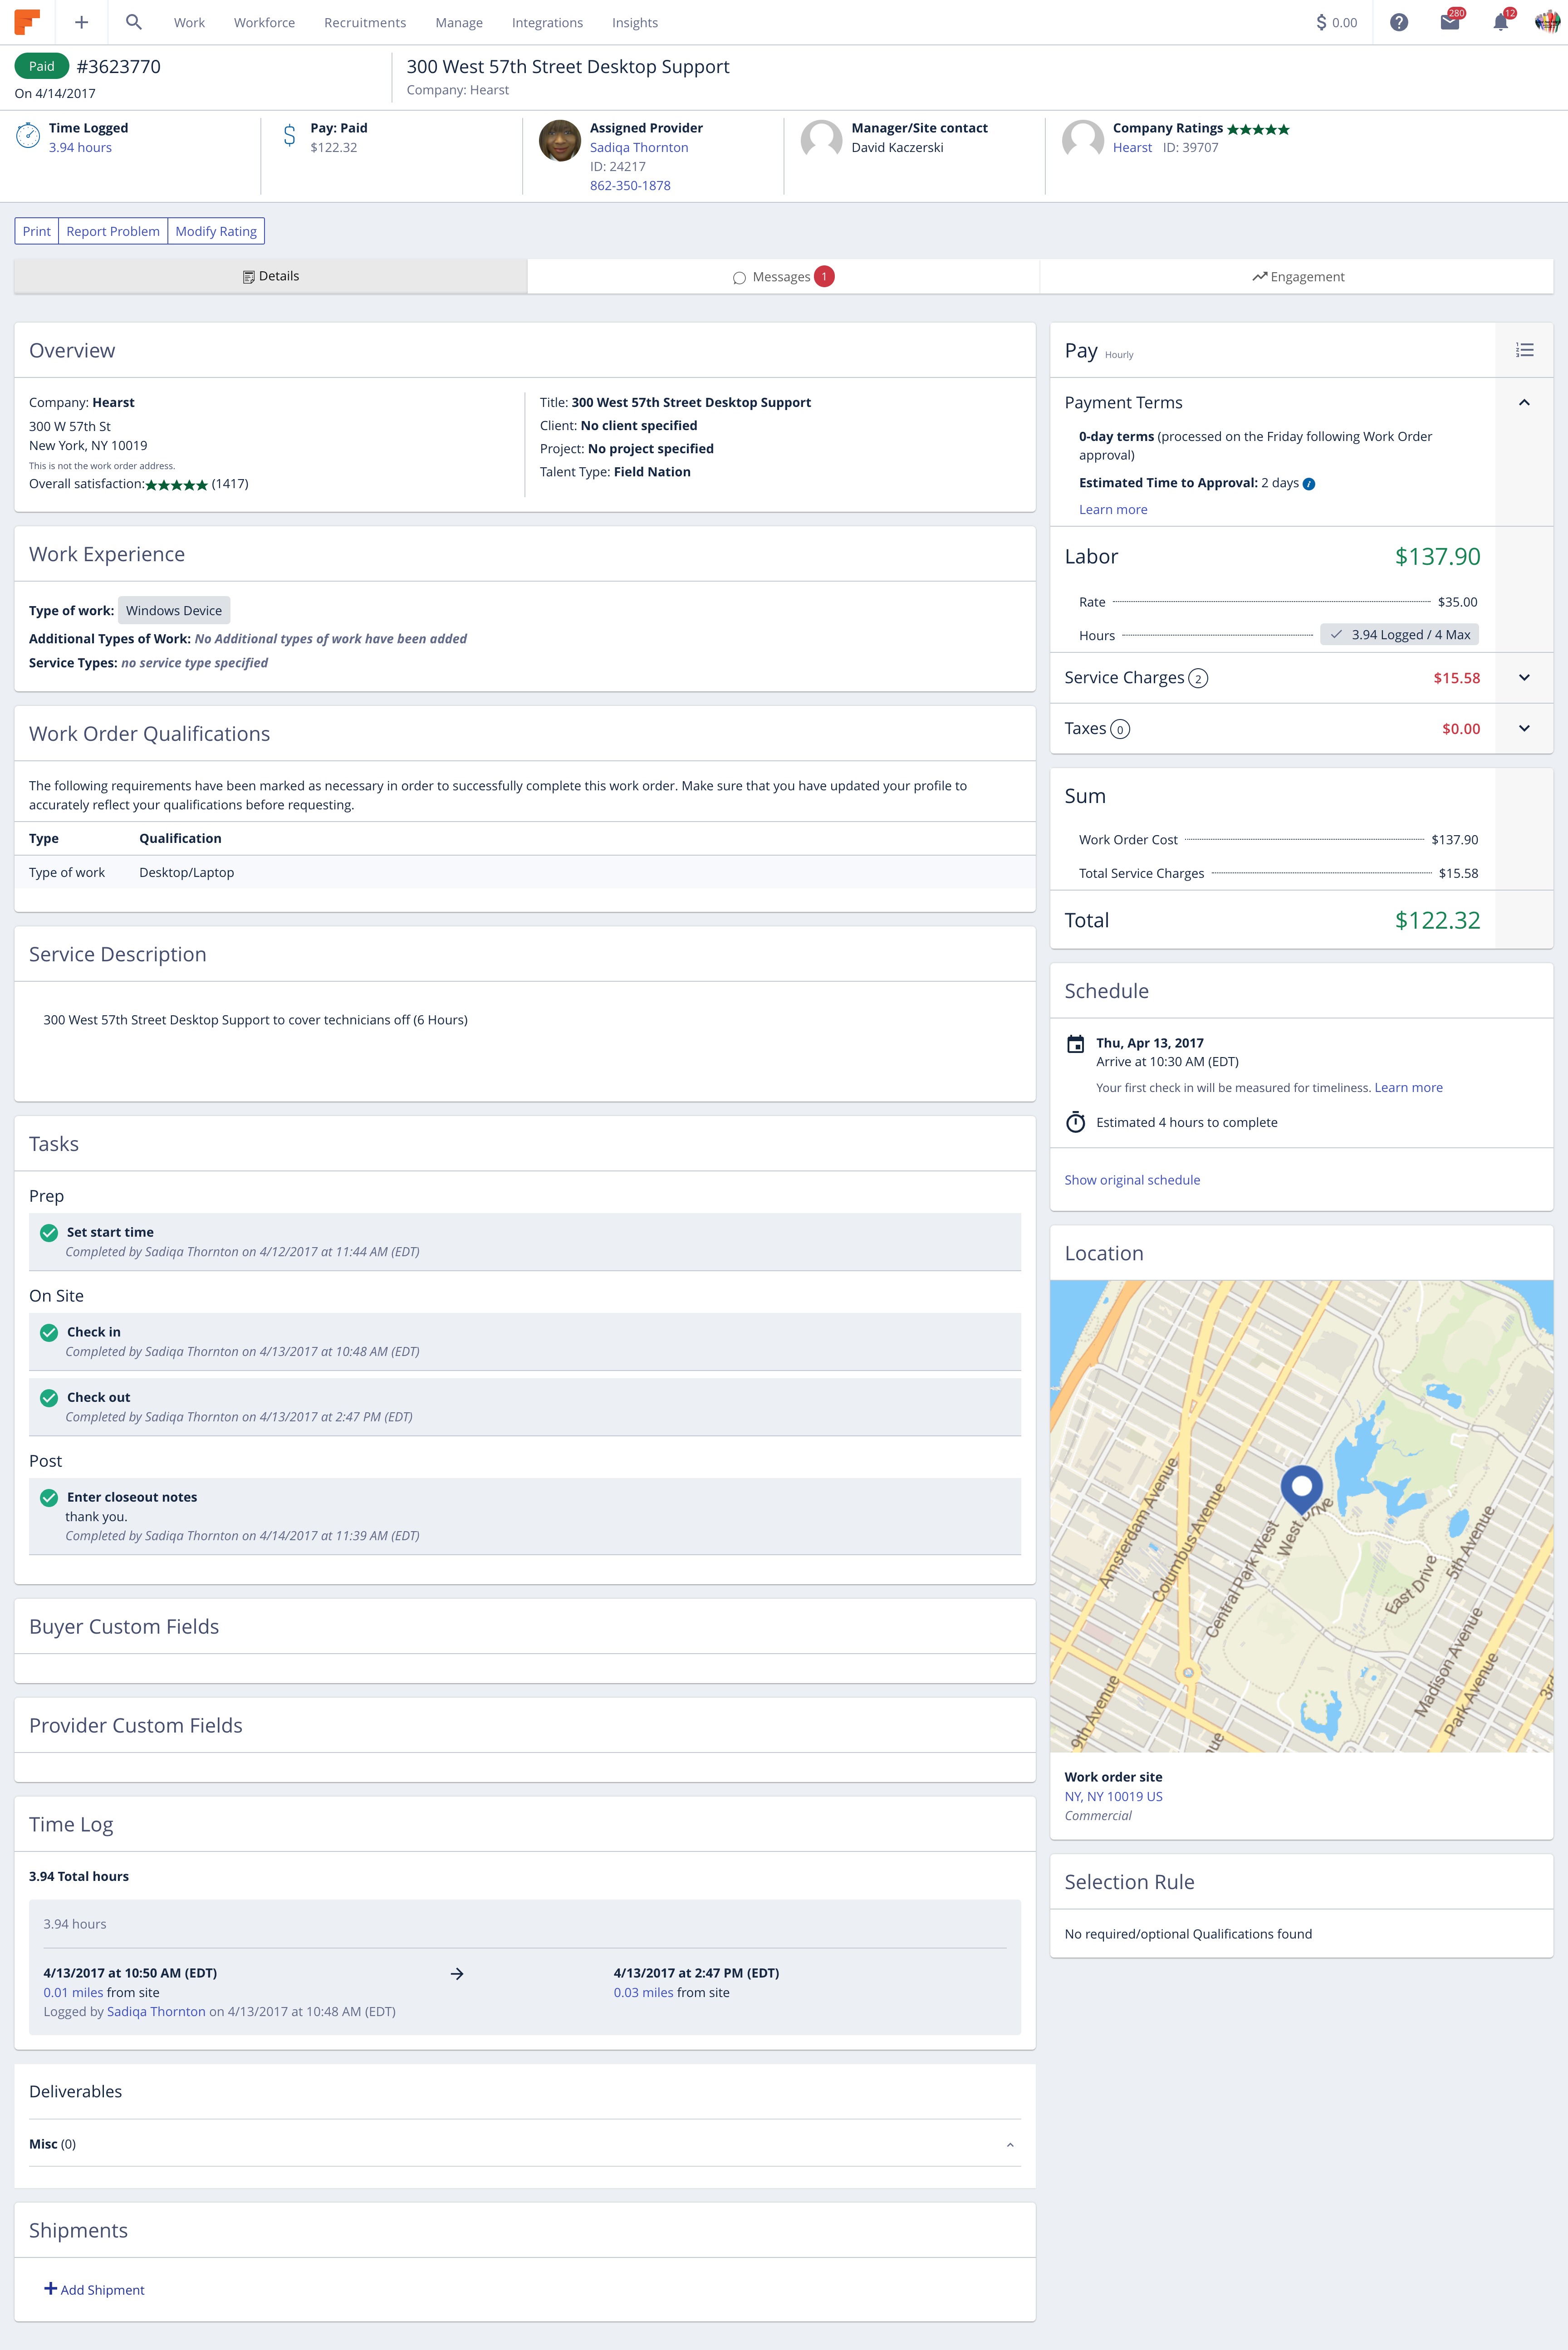 Work Workforce Recruitments Manage Integrations Insights $ 0.00 280 12
Paid #3623770
On 4/14/2017
300 West 57th Street Desktop Support
Company: Hearst
Time Logged
3.94 hours
Pay: Paid
$122.32
Assigned Provider
Sadiqa Thornton
ID: 24217
862-350-1878
Manager/Site contact
David Kaczerski
Company Ratings
Hearst ID: 39707
Print Report Problem Modify Rating
Details Messages 1 Engagement
Overview
Company: Hearst
300 W 57th St
New York, NY 10019
This is not the work order address.
Overall satisfaction: (1417)
Title: 300 West 57th Street Desktop Support
Client: No client specified
Project: No project specified
Talent Type: Field Nation
Work Experience
Type of work: Windows Device
Additional Types of Work: No Additional types of work have been added
Service Types: no service type specified
Work Order Qualifications
The following requirements have been marked as necessary in order to successfully complete this work order. Make sure that you have updated your profile to
accurately reflect your qualifications before requesting.
Type Qualification
Type of work Desktop/Laptop
Service Description
300 West 57th Street Desktop Support to cover technicians off (6 Hours)
Tasks
Prep
Set start time
Completed by Sadiqa Thornton on 4/12/2017 at 11:44 AM (EDT)
On Site
Check in
Completed by Sadiqa Thornton on 4/13/2017 at 10:48 AM (EDT)
Check out
Completed by Sadiqa Thornton on 4/13/2017 at 2:47 PM (EDT)
Post
Enter closeout notes
thank you.
Completed by Sadiqa Thornton on 4/14/2017 at 11:39 AM (EDT)
Buyer Custom Fields
Provider Custom Fields
Time Log
3.94 Total hours
3.94 hours
4/13/2017 at 10:50 AM (EDT)
0.01 miles from site
Logged by Sadiqa Thornton on 4/13/2017 at 10:48 AM (EDT)
4/13/2017 at 2:47 PM (EDT)
0.03 miles from site
Deliverables
Misc (0)
Shipments
Add Shipment
Pay Hourly
Payment Terms
0-day terms (processed on the Friday following Work Order
approval)
Estimated Time to Approval: 2 days
Learn more
Labor $137.90
Rate $35.00
Hours 3.94 Logged / 4 Max
Service Charges 2 $15.58
Taxes 0 $0.00
Sum
Work Order Cost $137.90
Total Service Charges $15.58
Total $122.32
Schedule
Thu, Apr 13, 2017
Arrive at 10:30 AM (EDT)
Your first check in will be measured for timeliness. Learn more
Estimated 4 hours to complete
Show original schedule
Location
Amsterdam Avenue
Columbus Avenue
Central Park West
West Drive
East Drive
5th Avenue
Madison Avenue
Park Avenue
9th Avenue
Work order site
NY, NY 10019 US
Commercial
Selection Rule
No required/optional Qualifications found